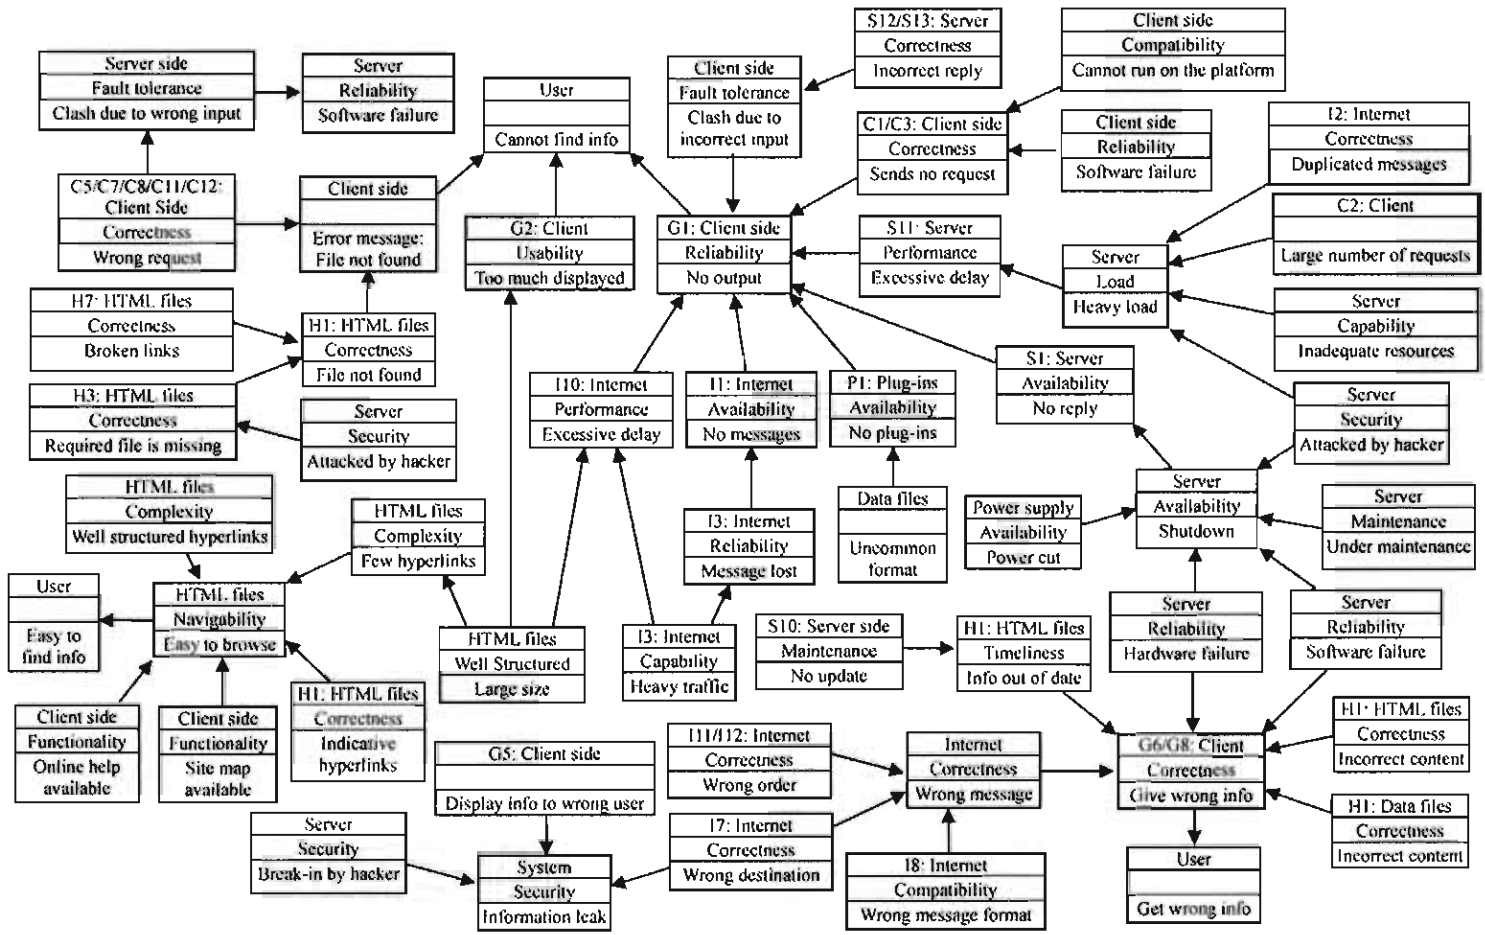 Server side
Fault tolerance
Clash due to wrong input
Server
Reliability
Software failure
User
Cannot find info
Client side
Fault tolerance
Clash due to
incorrect input
S12/S13: Server
Correctness
Incorrect reply
Client side
Compatibility
Cannot run on the platform
C1/C3: Client side
Correctness
Sends no request
Client side
Reliability
Software failure
I2: Internet
Correctness
Duplicated messages
C5/C7/C8/C11/C12:
Client Side
Correctness
Wrong request
Client side
Error message:
File not found
G2: Client
Usability
Too much displayed
G1: Client side
Reliability
No output
S11: Server
Performance
Excessive delay
Server
Load
Heavy load
C2: Client
Large number of requests
Server
Capability
Inadequate resources
H7: HTML files
Correctness
Broken links
H1: HTML files
Correctness
File not found
H3: HTML files
Correctness
Required file is missing
Server
Security
Attacked by hacker
I10: Internet
Performance
Excessive delay
I1: Internet
Availability
No messages
P1: Plug-ins
Availability
No plug-ins
S1: Server
Availability
No reply
Server
Security
Attacked by hacker
HTML files
Complexity
Well structured hyperlinks
HTML files
Complexity
Few hyperlinks
I3: Internet
Reliability
Message lost
Data files
Uncommon
format
Power supply
Availability
Power cut
Server
Availability
Shutdown
Server
Maintenance
Under maintenance
User
Easy to
find info
HTML files
Navigability
Easy to browse
HTML files
Well Structured
Large size
I3: Internet
Capability
Heavy traffic
S10: Server side
Maintenance
No update
H1: HTML files
Timeliness
Info out of date
Server
Reliability
Hardware failure
Server
Reliability
Software failure
Client side
Functionality
Online help
available
Client side
Functionality
Site map
available
H1: HTML files
Correctness
Indicative
hyperlinks
G5: Client side
Display info to wrong user
I11/I12: Internet
Correctness
Wrong order
Internet
Correctness
Wrong message
G6/G8: Client
Correctness
Give wrong info
H1: HTML files
Correctness
Incorrect content
Server
Security
Break-in by hacker
System
Security
Information leak
I7: Internet
Correctness
Wrong destination
I8: Internet
Compatibility
Wrong message format
User
Get wrong info
H1: Data files
Correctness
Incorrect content